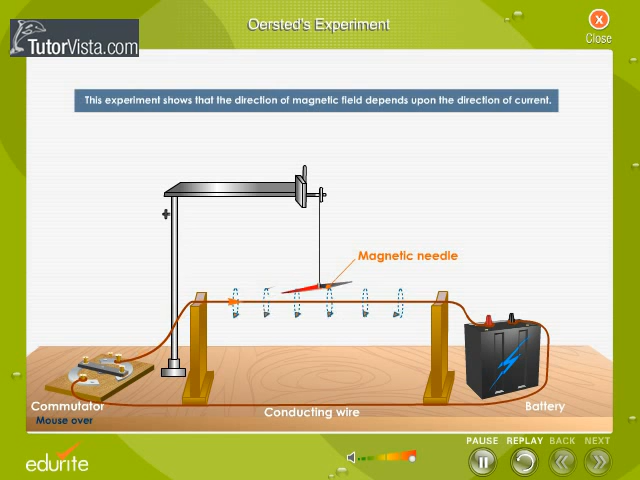 Oersted's Experiment
Close
TutorVista.com
This experiment shows that the direction of magnetic field depends upon the direction of current.
Magnetic needle
Commutator
Mouse over
Conducting wire
Battery
edurite
PAUSE REPLAY BACK NEXT